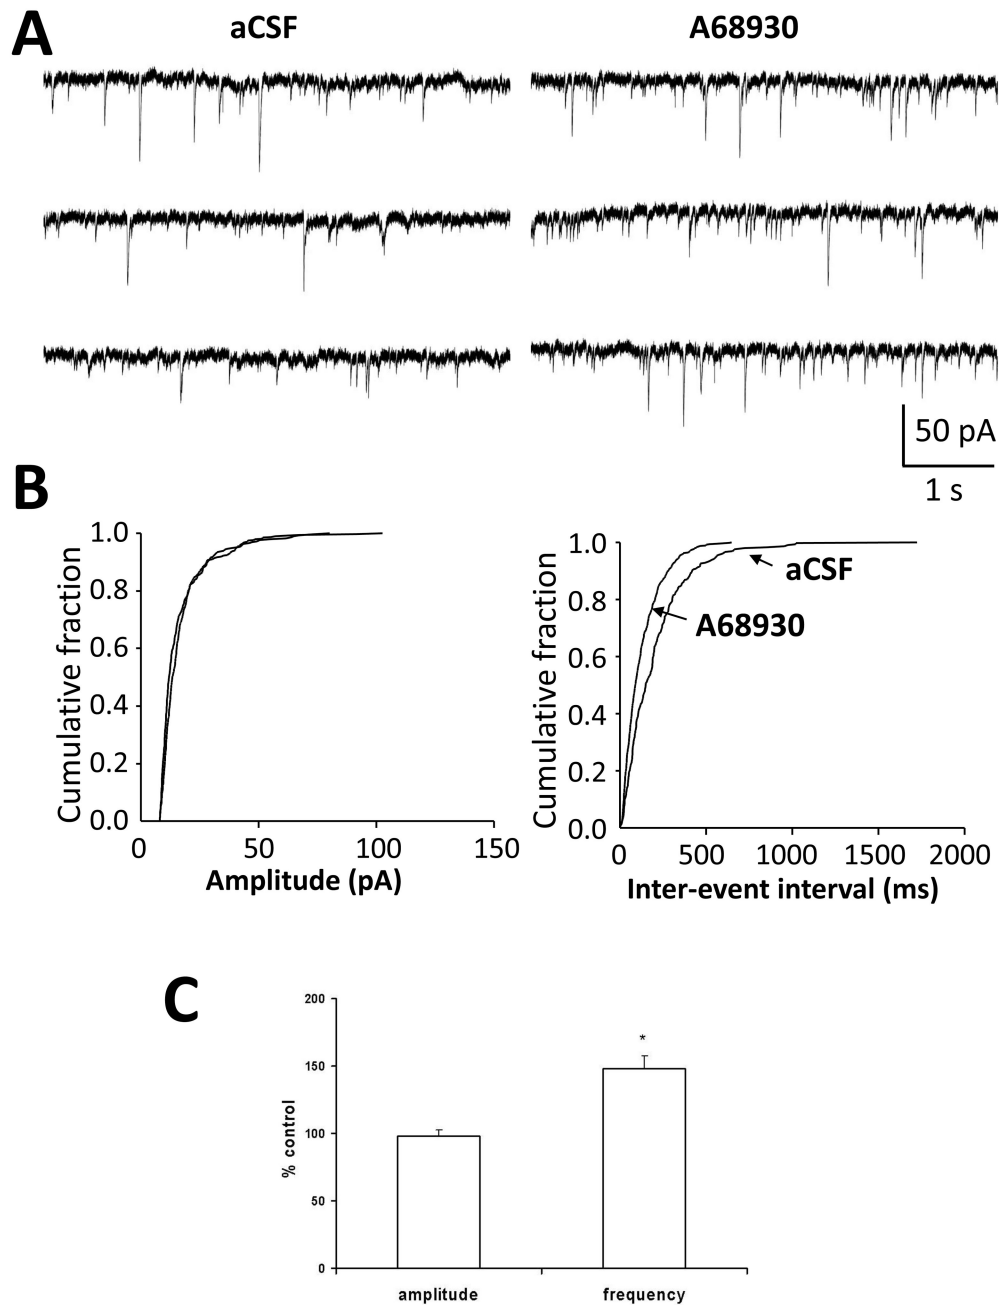 A
aCSF
A68930
50 pA
1 s
B
Cumulative fraction
1.0
0.8
0.6
0.4
0.2
0.0
0
50
100
150
Amplitude (pA)
Cumulative fraction
1.0
0.8
0.6
0.4
0.2
0.0
aCSF
A68930
0
500
1000
1500
2000
Inter-event interval (ms)
C
% control
200
150
100
50
0
*
amplitude
frequency